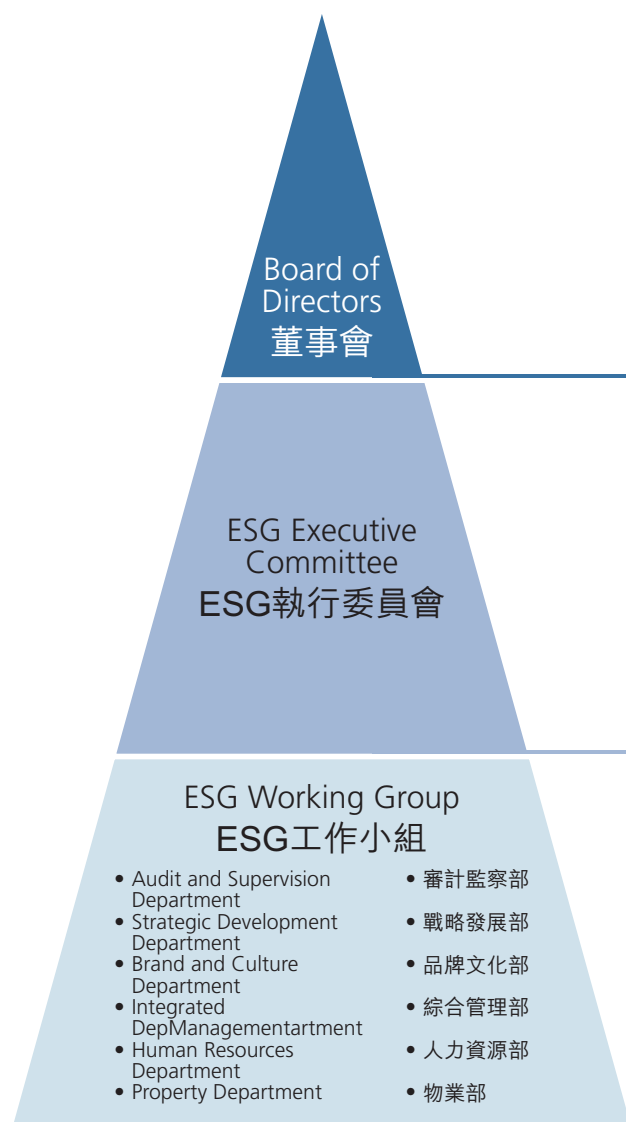 Board of
Directors
董事會
ESG Executive
Committee
ESG執行委員會
ESG Working Group
ESG工作小組
• Audit and Supervision
Department
• Strategic Development
Department
• Brand and Culture
Department
• Integrated
DepManagementartment
• Human Resources
Department
• Property Department
• 審計監察部
• 戰略發展部
• 品牌文化部
• 綜合管理部
• 人力資源部
• 物業部